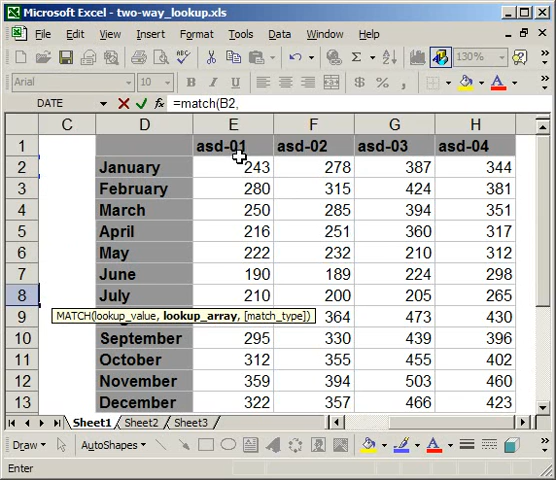 Microsoft Excel - two-way_lookup.xls
File Edit View Insert Format Tools Data Window Help
130%
Arial 10 B I U $ %
DATE =match(B2,
C D E F G H
1 asd-01 asd-02 asd-03 asd-04
2 January 243 278 387 344
3 February 280 315 424 381
4 March 250 285 394 351
5 April 216 251 360 317
6 May 222 232 210 312
7 June 190 189 224 298
8 July 210 200 205 265
MATCH(lookup_value, lookup_array, [match_type])
9 364 473 430
10 September 295 330 439 396
11 October 312 355 455 402
12 November 359 394 503 460
13 December 322 357 466 423
Sheet1 Sheet2 Sheet3
Draw AutoShapes
Enter